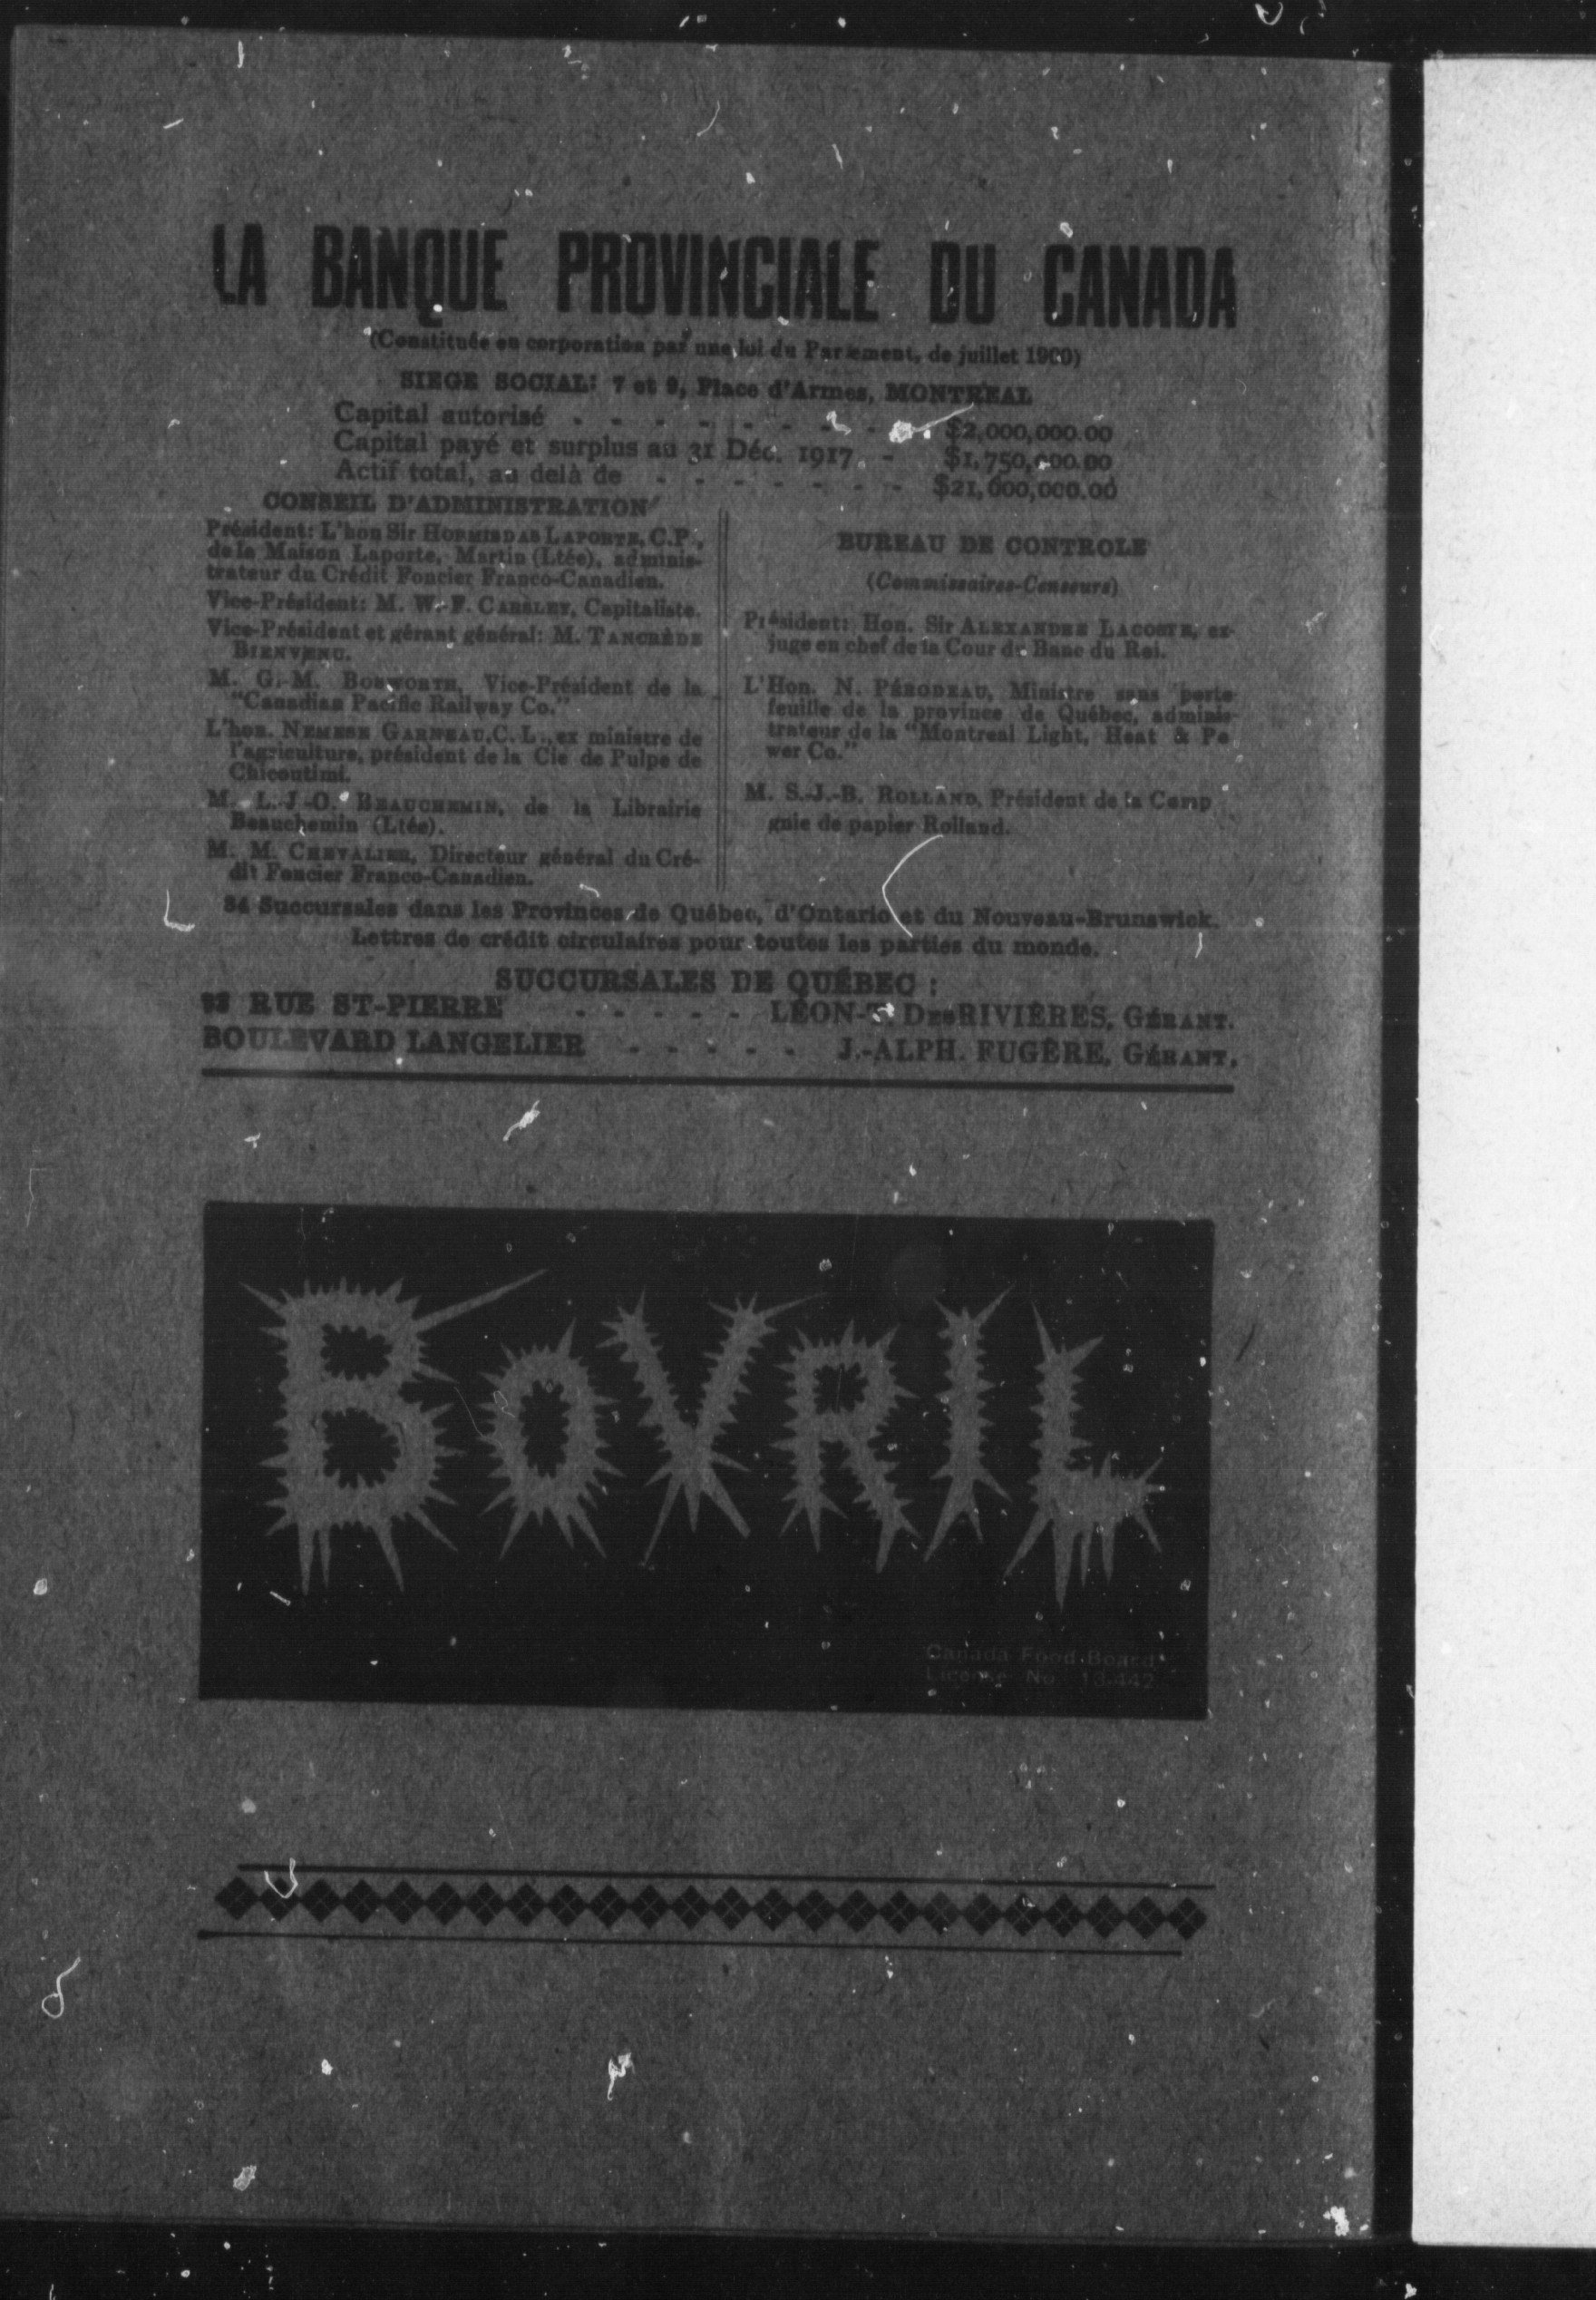 LA BANQUE PROVINCIALE DU CANADA
(Constituée en corporation par une loi du Parlement, de juillet 1900)
SIEGE SOCIAL: 7 et 9, Place d'Armes, MONTREAL
Capital autorisé - - - - - - - - $2,000,000.00
Capital payé et surplus au 31 Déc. 1917 - $1,750,000.00
Actif total, au delà de - - - - - - - $21,600,000.00
CONSEIL D'ADMINISTRATION
Président: L'hon Sir HORMISDAS LAPORTE, C.P.,
de la Maison Laporte, Martin (Ltée), adminis-
trateur du Crédit Foncier Franco-Canadien.
Vice-Président: M. W.-F. CARSLEY, Capitaliste.
Vice-Président et gérant général: M. TANCRÈDE
BIENVENU.
M. G.-M. BOSWORTH, Vice-Président de la
"Canadian Pacific Railway Co."
L'hon. NEMESE GARNEAU, C. L., ex ministre de
l'agriculture, président de la Cie de Pulpe de
Chicoutimi.
M. L.-J.-O. BEAUCHEMIN, de la Librairie
Beauchemin (Ltée).
M. M. CHEVALIER, Directeur général du Cré-
dit Foncier Franco-Canadien.
BUREAU DE CONTROLE
(Commissaires-Censeurs)
Président: Hon. Sir ALEXANDRE LACOSTE, ex-
juge en chef de la Cour du Banc du Roi.
L'Hon. N. PÉRODEAU, Ministre sans porte-
feuille de la province de Québec, adminis-
trateur de la "Montreal Light, Heat & Po
wer Co."
M. S.-J.-B. ROLLAND, Président de la Comp
gnie de papier Rolland.
84 Succursales dans les Provinces de Québec, d'Ontario et du Nouveau-Brunswick.
Lettres de crédit circulaires pour toutes les parties du monde.
SUCCURSALES DE QUÉBEC :
RUE ST-PIERRE - - - - - LÉON-T. DesRIVIÈRES, GÉRANT.
BOULEVARD LANGELIER - - - - - J.-ALPH. FUGÈRE, GÉRANT.
BOVRIL
Canada Food Board
License No. 13-442